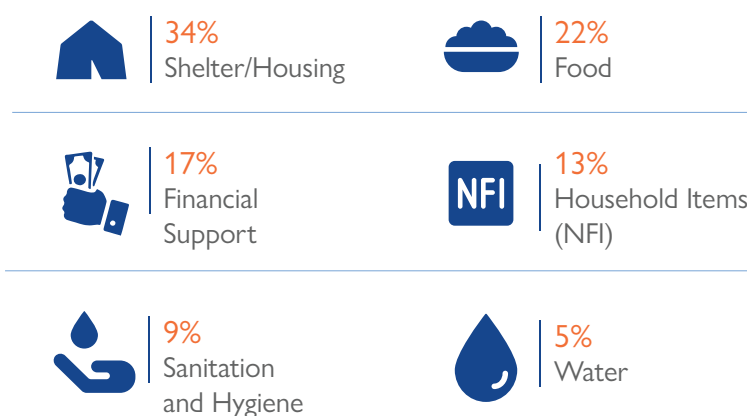 34%
Shelter/Housing
22%
Food
17%
Financial
Support
NFI
13%
Household Items
(NFI)
9%
Sanitation
and Hygiene
5%
Water